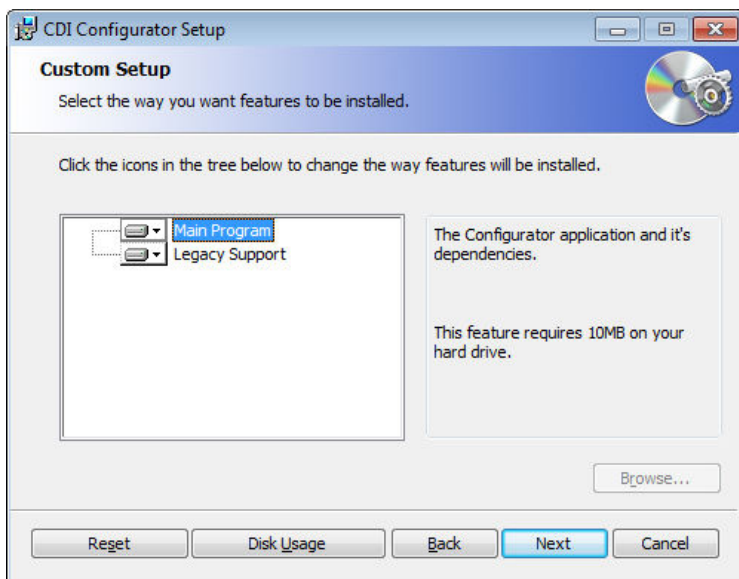 CDI Configurator Setup
Custom Setup
Select the way you want features to be installed.
Click the icons in the tree below to change the way features will be installed.
Main Program
Legacy Support
The Configurator application and it's
dependencies.
This feature requires 10MB on your
hard drive.
Browse...
Reset Disk Usage Back Next Cancel